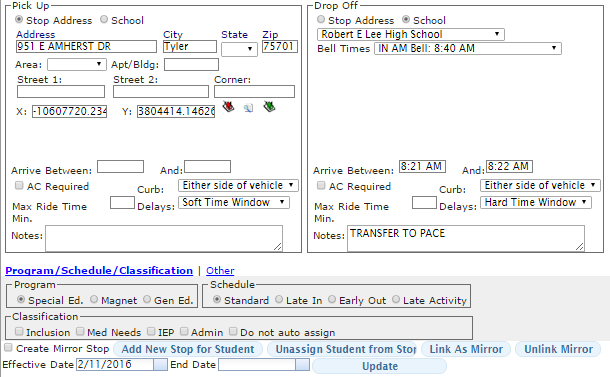 Pick Up
Stop Address School
Address City State Zip
951 E AMHERST DR Tyler 75701
Area: Apt/Bldg:
Street 1: Street 2: Corner:
X: -10607720.234 Y: 3804414.14626
Arrive Between: And:
AC Required Curb: Either side of vehicle
Max Ride Time Min. Delays: Soft Time Window
Notes:
Drop Off
Stop Address School
Robert E Lee High School
Bell Times IN AM Bell: 8:40 AM
Arrive Between: 8:21 AM And: 8:22 AM
AC Required Curb: Either side of vehicle
Max Ride Time Min. Delays: Hard Time Window
Notes: TRANSFER TO PACE
Program/Schedule/Classification | Other
Program
Special Ed. Magnet Gen Ed.
Schedule
Standard Late In Early Out Late Activity
Classification
Inclusion Med Needs IEP Admin Do not auto assign
Create Mirror Stop Add New Stop for Student Unassign Student from Stop Link As Mirror Unlink Mirror
Effective Date 2/11/2016 End Date Update